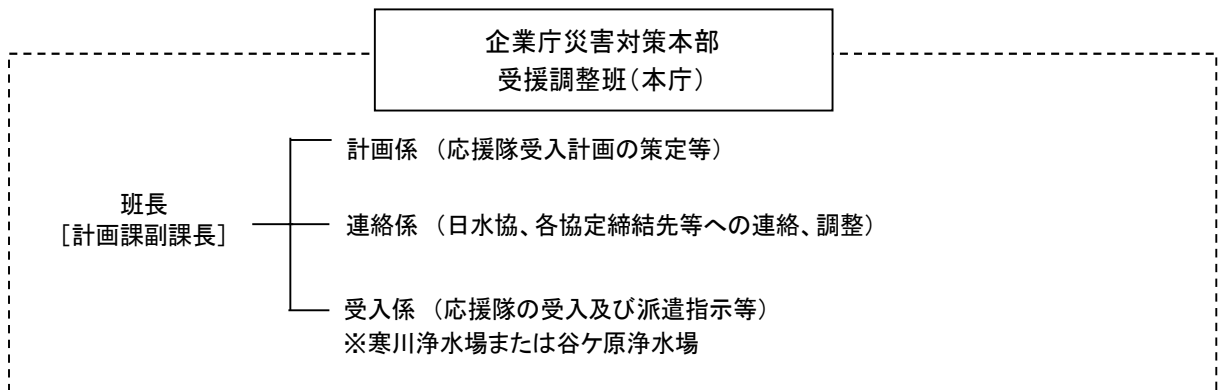 企業庁災害対策本部
受援調整班（本庁）
計画係 （応援隊受入計画の策定等）
班長
［計画課副課長］
連絡係 （日水協、各協定締結先等への連絡、調整）
受入係 （応援隊の受入及び派遣指示等）
※寒川浄水場または谷ケ原浄水場